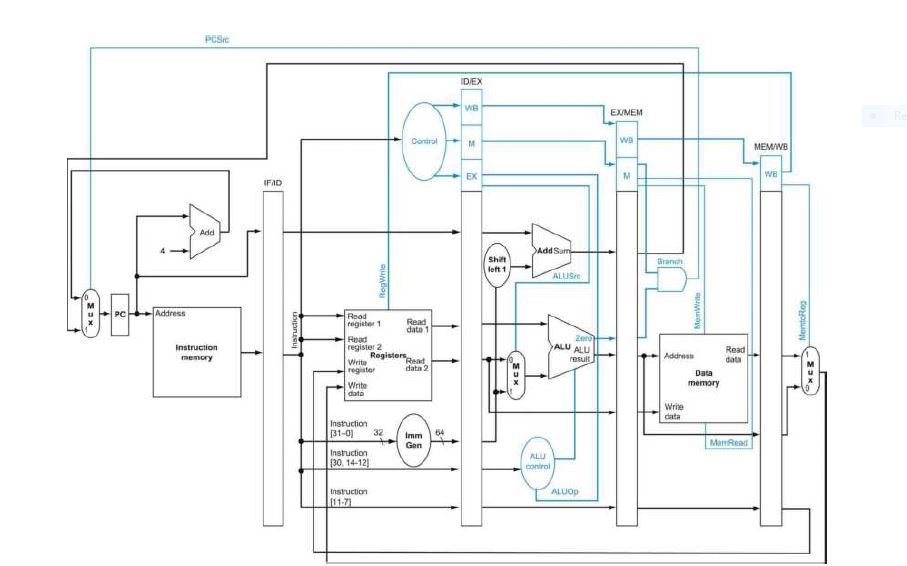 PCSrc
ID/EX
WB
EX/MEM
Control
M
WB
MEM/WB
EX
M
WB
IF/ID
Add
4
Shift
left 1
Add Sum
ALUSrc
Branch
RegWrite
MemWrite
MemtoReg
0
M
u
x
1
PC
Address
Instruction
memory
Instruction
Read
register 1
Read
data 1
Read
register 2
Registers
Read
data 2
Write
register
Write
data
0
M
u
x
1
Zero
ALU
ALU
result
Address
Read
data
Data
memory
Write
data
1
M
u
x
0
MemRead
Instruction
[31–0]
32
Imm
Gen
64
Instruction
[30, 14-12]
ALU
control
ALUOp
Instruction
[11-7]